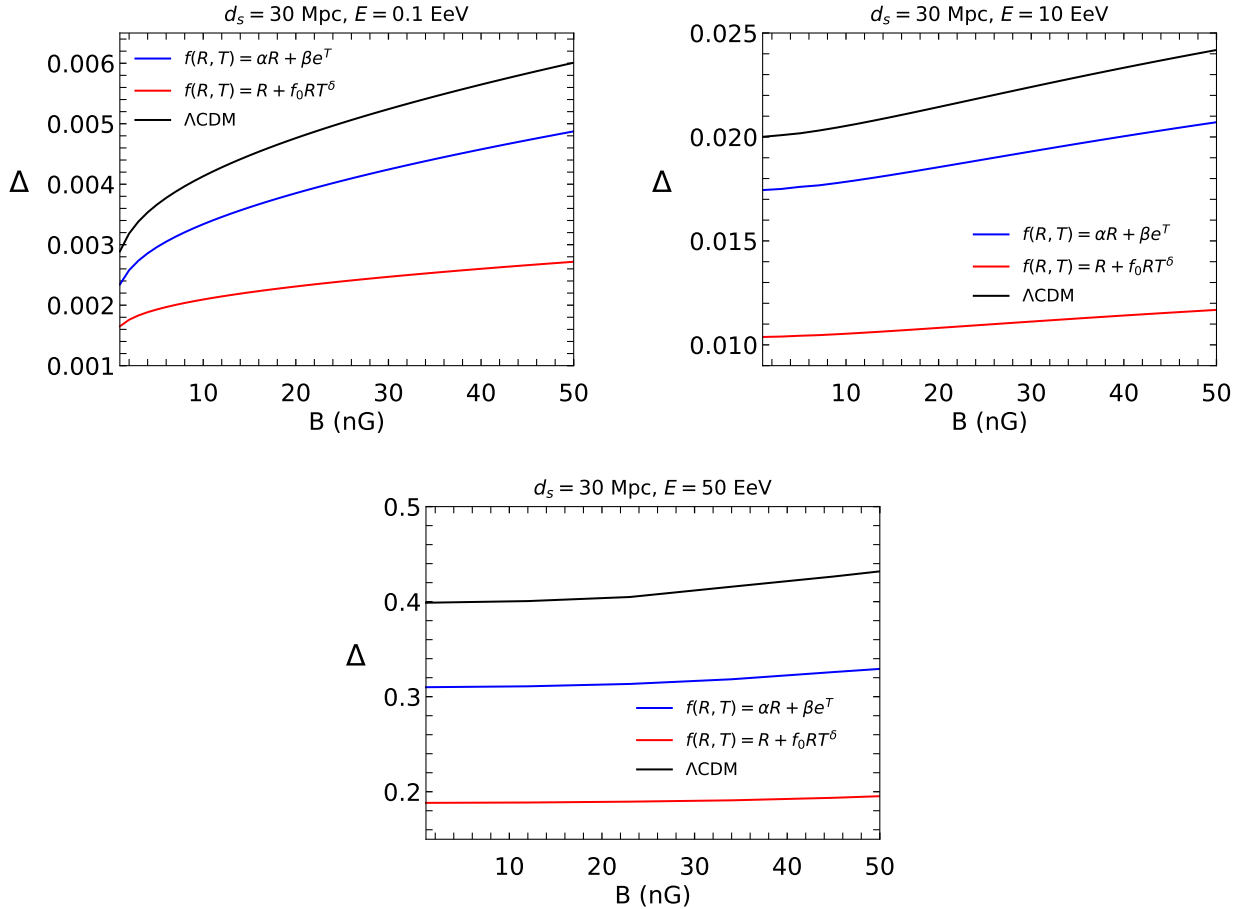 d_s = 30 Mpc, E = 0.1 EeV
f(R, T) = αR + βe^T
f(R, T) = R + f_0RT^δ
ΛCDM
0.006
0.005
0.004
0.003
0.002
0.001
Δ
10 20 30 40 50
B (nG)
d_s = 30 Mpc, E = 10 EeV
0.025
0.020
0.015
0.010
Δ
f(R, T) = αR + βe^T
f(R, T) = R + f_0RT^δ
ΛCDM
10 20 30 40 50
B (nG)
d_s = 30 Mpc, E = 50 EeV
0.5
0.4
0.3
0.2
Δ
f(R, T) = αR + βe^T
f(R, T) = R + f_0RT^δ
ΛCDM
10 20 30 40 50
B (nG)